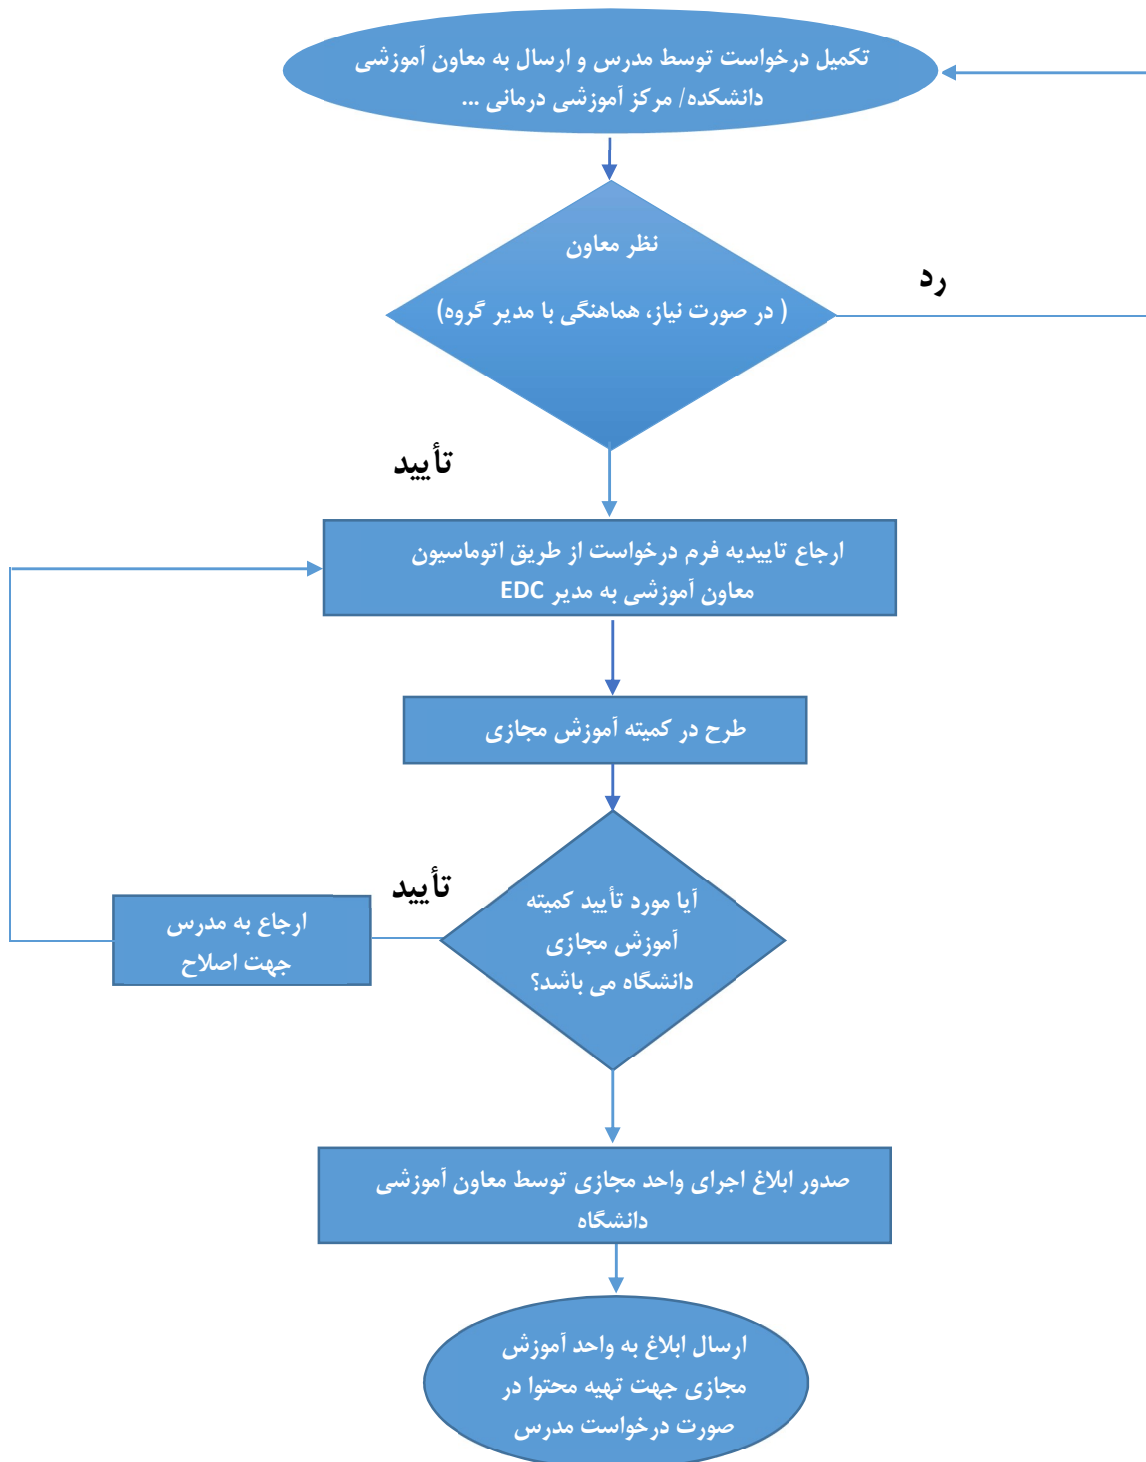 تکمیل درخواست توسط مدرس و ارسال به معاون آموزشی
دانشکده/ مرکز آموزشی درمانی ...
نظر معاون
( در صورت نیاز، هماهنگی با مدیر گروه)
رد
تأیید
ارجاع تاییدیه فرم درخواست از طریق اتوماسیون
معاون آموزشی به مدیر EDC
طرح در کمیته آموزش مجازی
آیا مورد تأیید کمیته
آموزش مجازی
دانشگاه می باشد؟
تأیید
ارجاع به مدرس
جهت اصلاح
صدور ابلاغ اجرای واحد مجازی توسط معاون آموزشی
دانشگاه
ارسال ابلاغ به واحد آموزش
مجازی جهت تهیه محتوا در
صورت درخواست مدرس